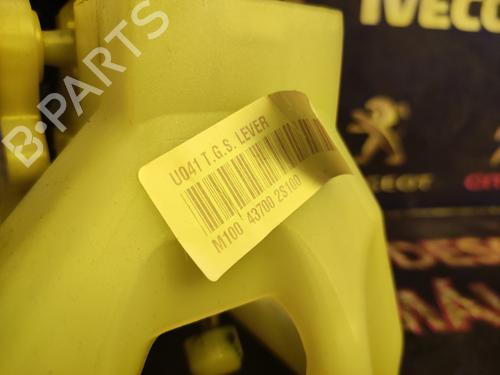 IVECO
B-PARTS
U041 T.G.S. LEVER
M100 43700 2S100